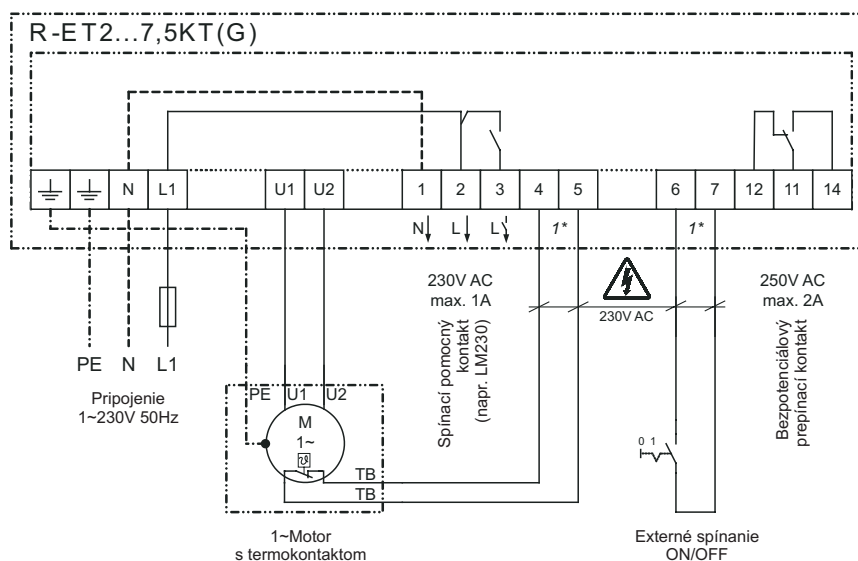 R-ET2...7,5KT(G)
N L1 U1 U2 1 2 3 4 5 6 7 12 11 14
N L L 1* 1*
230V AC
max. 1A
Spínací pomocný
kontakt
(napr. LM230)
230V AC
250V AC
max. 2A
Bezpotenciálový
prepínací kontakt
PE N L1
Pripojenie
1~230V 50Hz
PE U1 U2
M
1~
TB
TB
0 1
1~Motor
s termokontaktom
Externé spínanie
ON/OFF